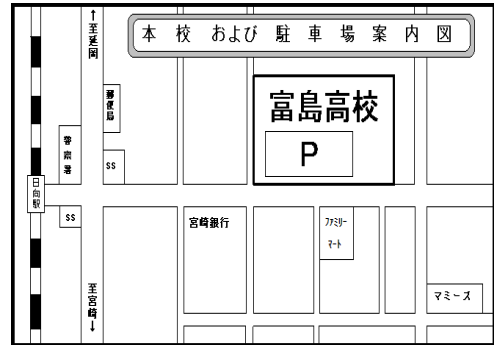 本校および駐車場案内図
↑至延岡
郵便局
富島高校
P
警察署
SS
日向駅
SS
宮崎銀行
ﾌｧﾐﾘｰ
ﾏｰﾄ
至宮崎↓
マミーズ